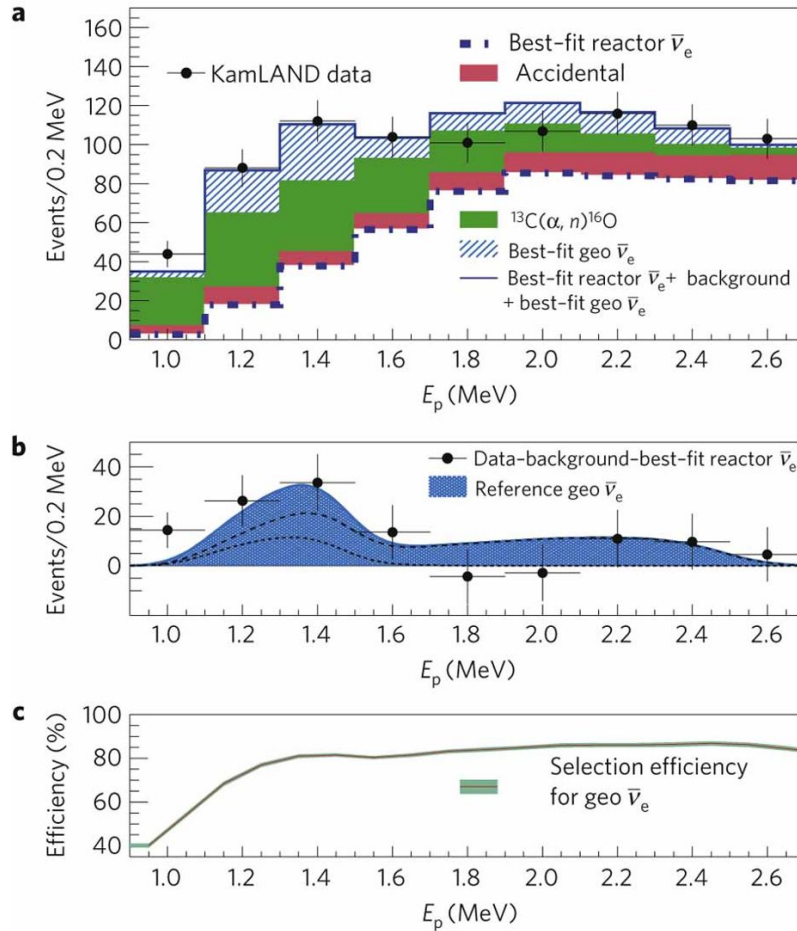 a
160
140
120
100
80
60
40
20
0
Events/0.2 MeV
KamLAND data
Best-fit reactor ν̅e
Accidental
¹³C(α, n)¹⁶O
Best-fit geo ν̅e
Best-fit reactor ν̅e + background
+ best-fit geo ν̅e
1.0 1.2 1.4 1.6 1.8 2.0 2.2 2.4 2.6
Ep (MeV)
b
40
20
0
Events/0.2 MeV
Data-background-best-fit reactor ν̅e
Reference geo ν̅e
1.0 1.2 1.4 1.6 1.8 2.0 2.2 2.4 2.6
Ep (MeV)
c
100
80
60
40
Efficiency (%)
Selection efficiency
for geo ν̅e
1.0 1.2 1.4 1.6 1.8 2.0 2.2 2.4 2.6
Ep (MeV)